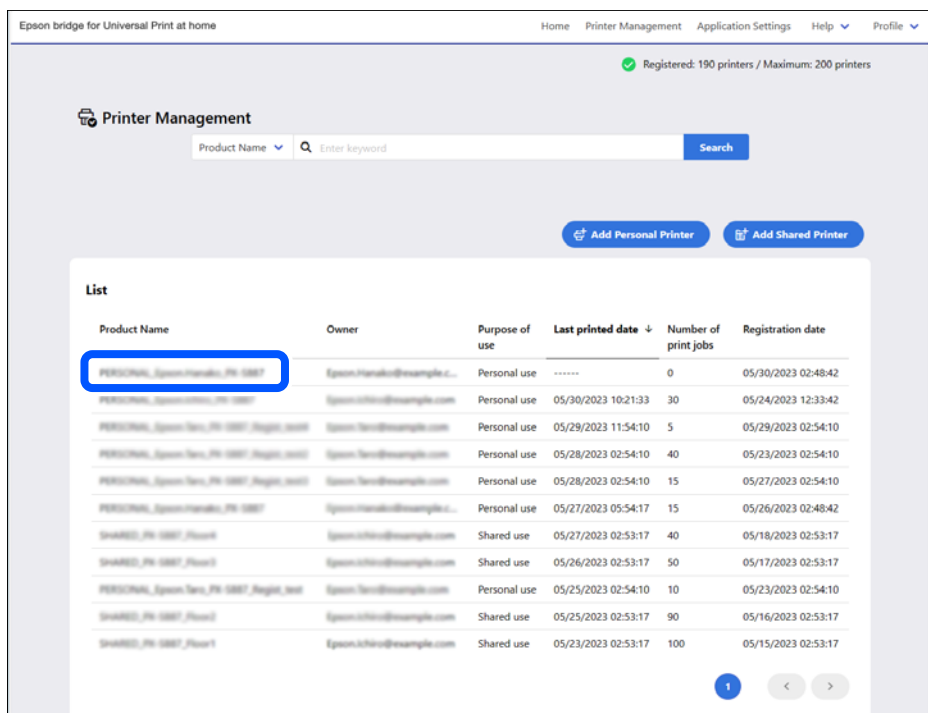 Epson bridge for Universal Print at home Home Printer Management Application Settings Help Profile
Registered: 190 printers / Maximum: 200 printers
Printer Management
Product Name Enter keyword Search
Add Personal Printer Add Shared Printer
List
Product Name Owner Purpose of use Last printed date ↓ Number of print jobs Registration date
Personal use ------ 0 05/30/2023 02:48:42
Personal use 05/30/2023 10:21:33 30 05/24/2023 12:33:42
Personal use 05/29/2023 11:54:10 5 05/29/2023 02:54:10
Personal use 05/28/2023 02:54:10 40 05/23/2023 02:54:10
Personal use 05/28/2023 02:54:10 15 05/27/2023 02:54:10
Personal use 05/27/2023 05:54:17 15 05/26/2023 02:48:42
Shared use 05/27/2023 02:53:17 40 05/18/2023 02:53:17
Shared use 05/26/2023 02:53:17 50 05/17/2023 02:53:17
Personal use 05/25/2023 02:54:10 10 05/23/2023 02:54:10
Shared use 05/25/2023 02:53:17 90 05/16/2023 02:53:17
Shared use 05/23/2023 02:53:17 100 05/15/2023 02:53:17
1